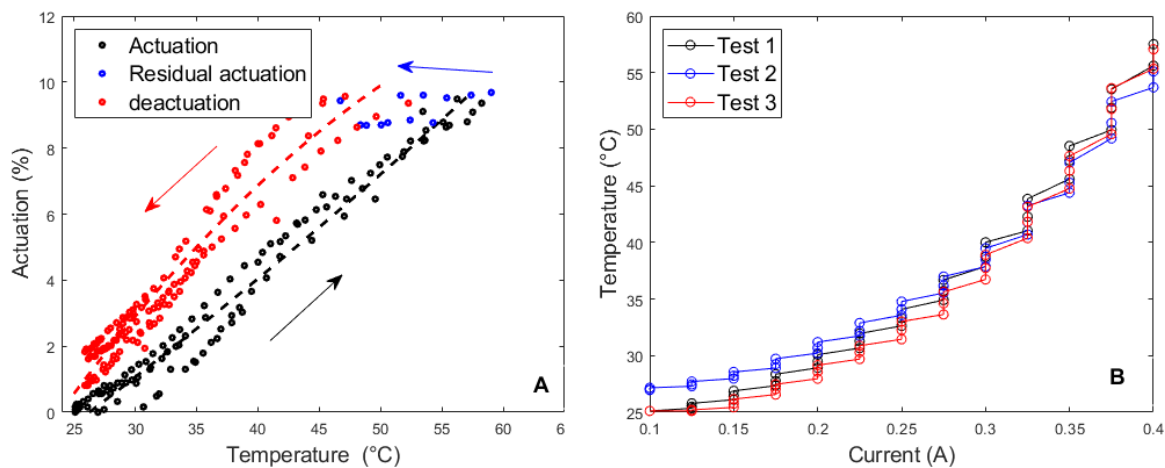 12
10
8
6
4
2
0
Actuation (%)
Actuation
Residual actuation
deactuation
A
25 30 35 40 45 50 55 60 6
Temperature (°C)
60
55
50
45
40
35
30
25
Temperature (°C)
Test 1
Test 2
Test 3
B
0.1 0.15 0.2 0.25 0.3 0.35 0.4
Current (A)